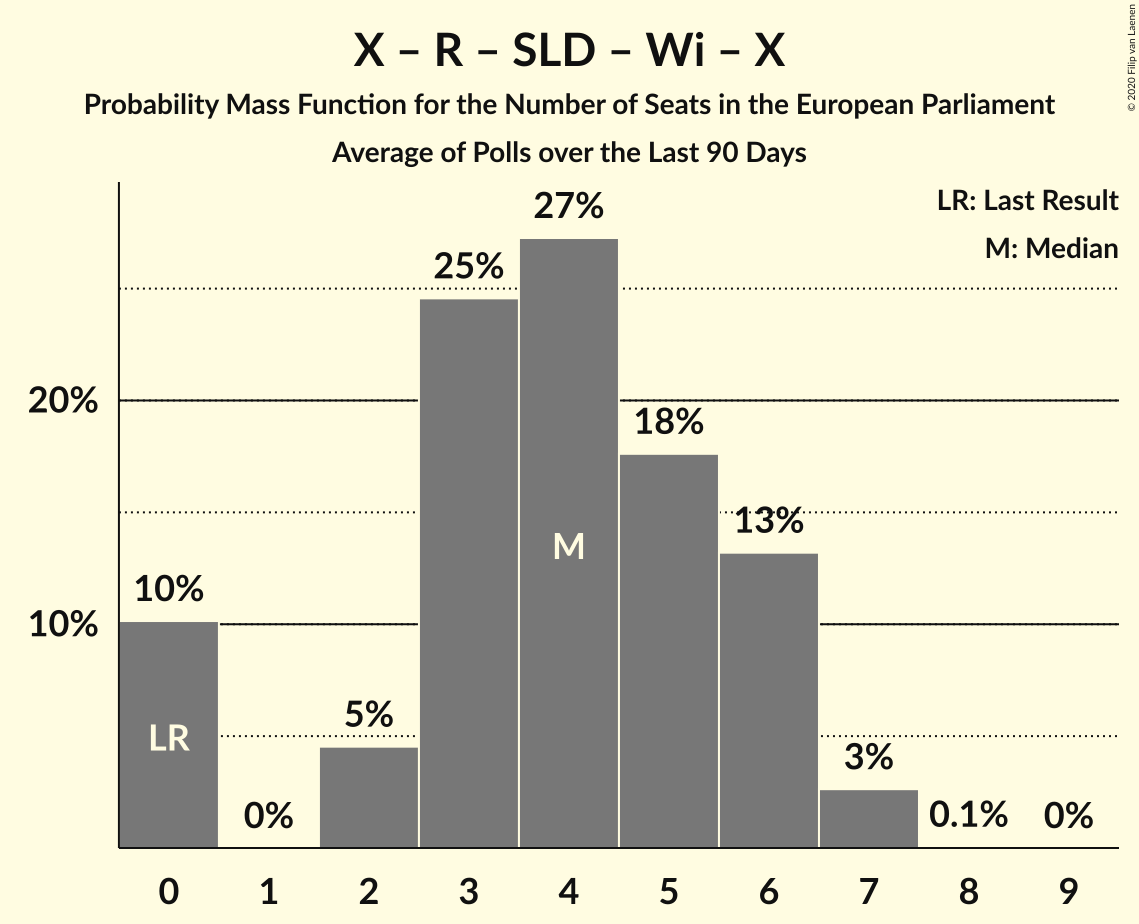 X – R – SLD – Wi – X
Probability Mass Function for the Number of Seats in the European Parliament
Average of Polls over the Last 90 Days
© 2020 Filip van Laenen
LR: Last Result
M: Median
27%
25%
20%
18%
13%
M
10%
10%
5%
LR
3%
0%
0.1%
0%
0 1 2 3 4 5 6 7 8 9